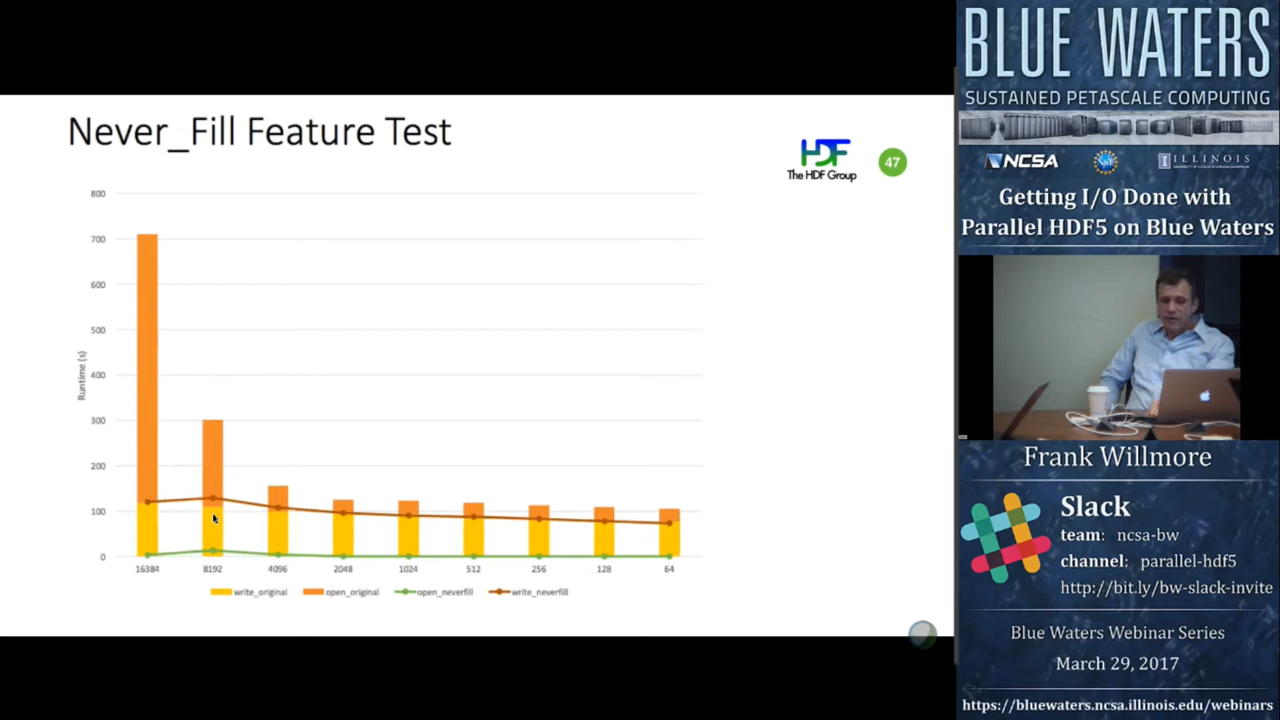 Never_Fill Feature Test
HDF
The HDF Group
47
800
700
600
500
400
300
200
100
0
Runtime (s)
16384 8192 4096 2048 1024 512 256 128 64
write_original open_original open_neverfill write_neverfill
BLUE WATERS
SUSTAINED PETASCALE COMPUTING
NCSA
ILLINOIS
Getting I/O Done with
Parallel HDF5 on Blue Waters
Frank Willmore
Slack
team: ncsa-bw
channel: parallel-hdf5
http://bit.ly/bw-slack-invite
Blue Waters Webinar Series
March 29, 2017
https://bluewaters.ncsa.illinois.edu/webinars